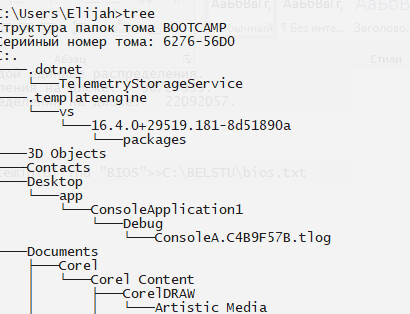 C:\Users\Elijah>tree
Структура папок тома BOOTCAMP
Серийный номер тома: 6276-56D0
C:.
.dotnet
TelemetryStorageService
.templateengine
vs
16.4.0+29519.181-8d51890a
packages
3D Objects
Contacts
Desktop
app
ConsoleApplication1
Debug
ConsoleA.C4B9F57B.tlog
Documents
Corel
Corel Content
CorelDRAW
Artistic Media